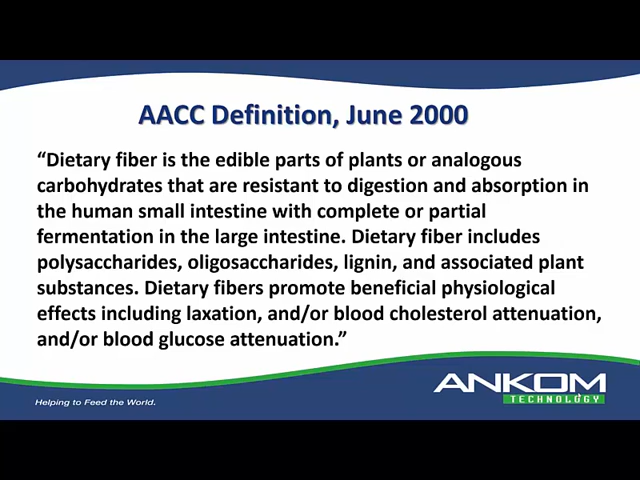 AACC Definition, June 2000
“Dietary fiber is the edible parts of plants or analogous
carbohydrates that are resistant to digestion and absorption in
the human small intestine with complete or partial
fermentation in the large intestine. Dietary fiber includes
polysaccharides, oligosaccharides, lignin, and associated plant
substances. Dietary fibers promote beneficial physiological
effects including laxation, and/or blood cholesterol attenuation,
and/or blood glucose attenuation.”
ANKOM
TECHNOLOGY
Helping to Feed the World.